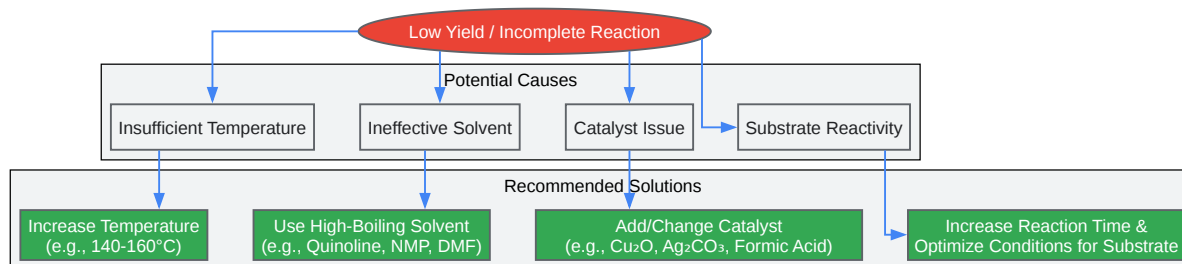 Low Yield / Incomplete Reaction
Potential Causes
Insufficient Temperature
Ineffective Solvent
Catalyst Issue
Substrate Reactivity
Recommended Solutions
Increase Temperature
(e.g., 140-160°C)
Use High-Boiling Solvent
(e.g., Quinoline, NMP, DMF)
Add/Change Catalyst
(e.g., Cu₂O, Ag₂CO₃, Formic Acid)
Increase Reaction Time &
Optimize Conditions for Substrate